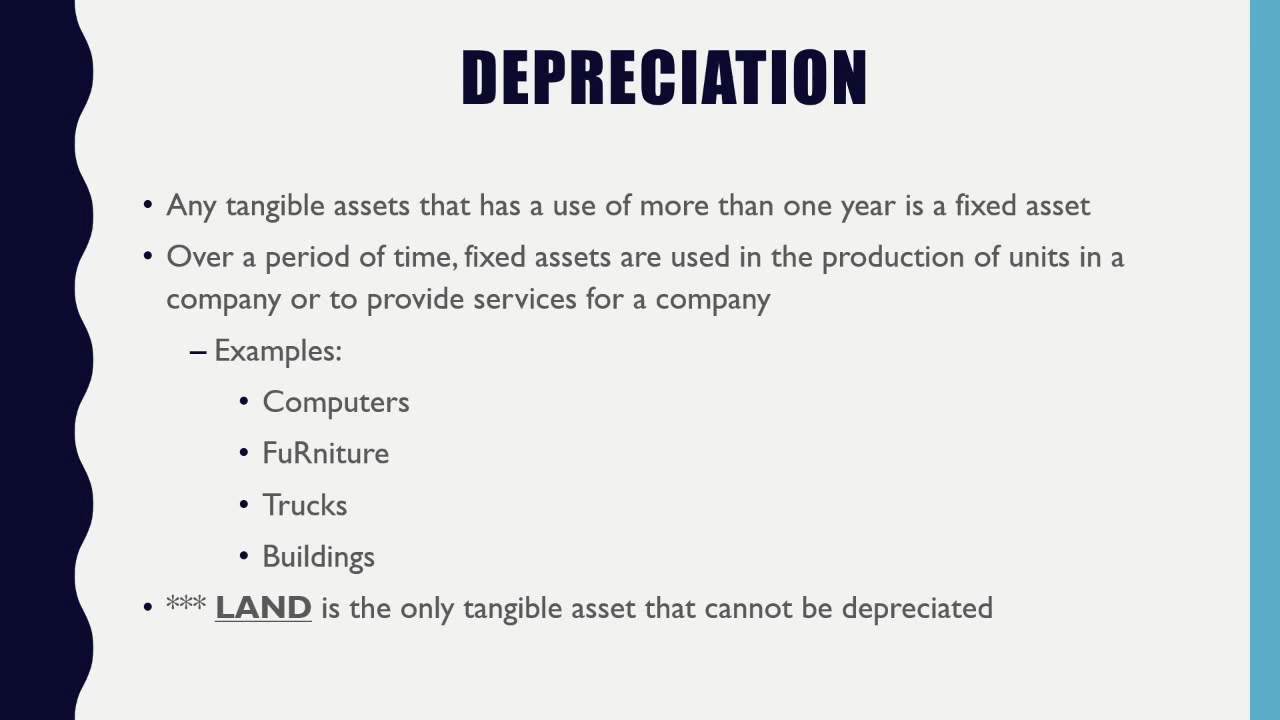 DEPRECIATION
• Any tangible assets that has a use of more than one year is a fixed asset
• Over a period of time, fixed assets are used in the production of units in a
company or to provide services for a company
– Examples:
• Computers
• FuRniture
• Trucks
• Buildings
• *** LAND is the only tangible asset that cannot be depreciated